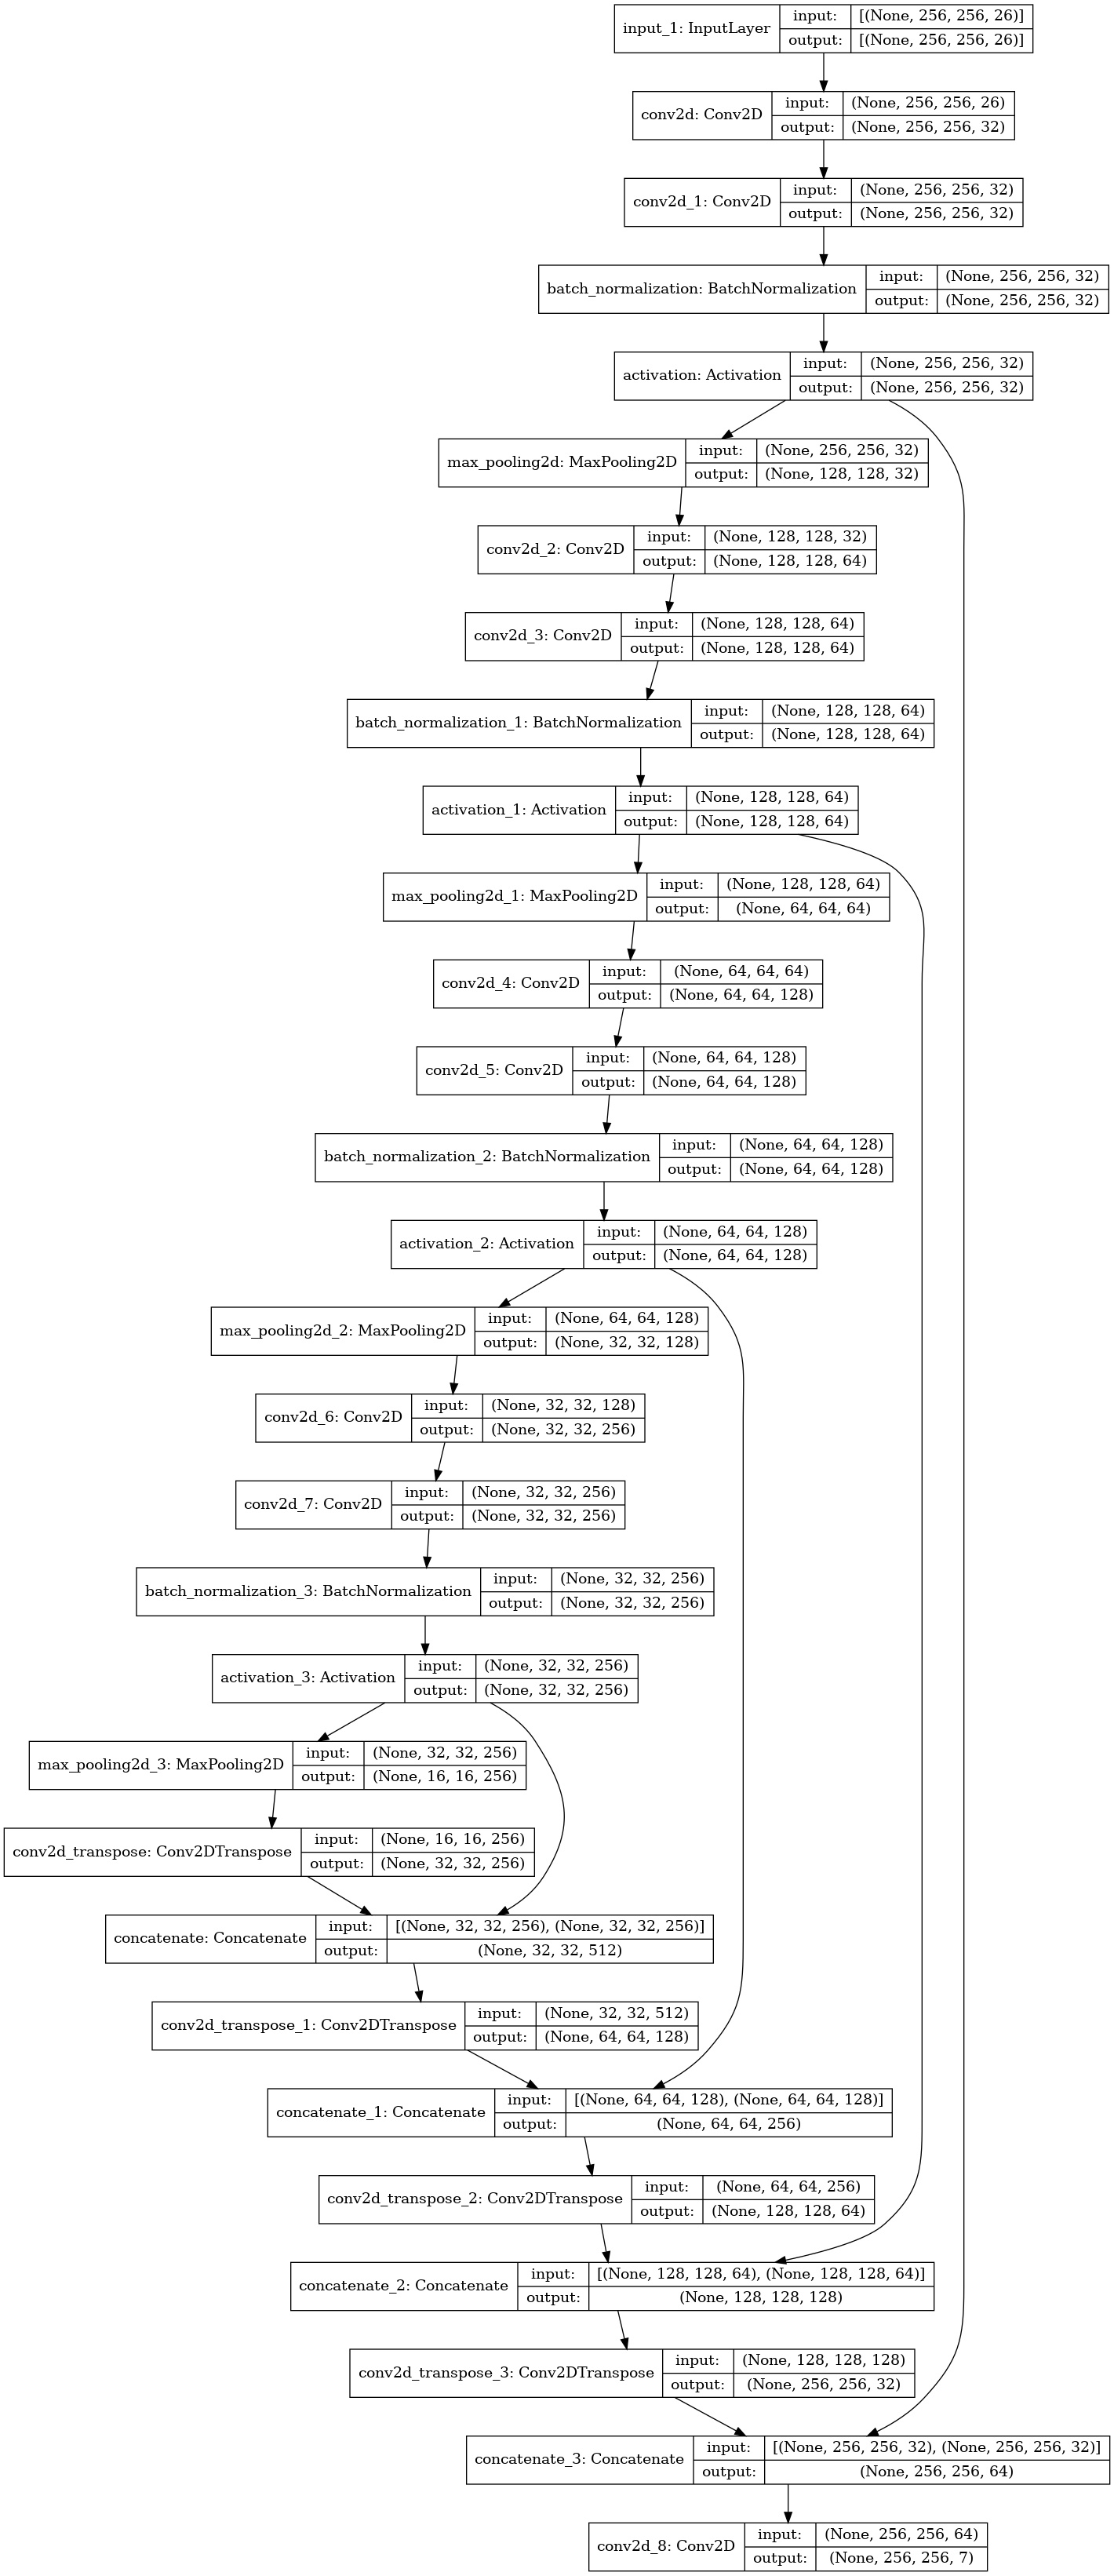 input_1: InputLayer
input: [(None, 256, 256, 26)]
output: [(None, 256, 256, 26)]
conv2d: Conv2D
input: (None, 256, 256, 26)
output: (None, 256, 256, 32)
conv2d_1: Conv2D
input: (None, 256, 256, 32)
output: (None, 256, 256, 32)
batch_normalization: BatchNormalization
input: (None, 256, 256, 32)
output: (None, 256, 256, 32)
activation: Activation
input: (None, 256, 256, 32)
output: (None, 256, 256, 32)
max_pooling2d: MaxPooling2D
input: (None, 256, 256, 32)
output: (None, 128, 128, 32)
conv2d_2: Conv2D
input: (None, 128, 128, 32)
output: (None, 128, 128, 64)
conv2d_3: Conv2D
input: (None, 128, 128, 64)
output: (None, 128, 128, 64)
batch_normalization_1: BatchNormalization
input: (None, 128, 128, 64)
output: (None, 128, 128, 64)
activation_1: Activation
input: (None, 128, 128, 64)
output: (None, 128, 128, 64)
max_pooling2d_1: MaxPooling2D
input: (None, 128, 128, 64)
output: (None, 64, 64, 64)
conv2d_4: Conv2D
input: (None, 64, 64, 64)
output: (None, 64, 64, 128)
conv2d_5: Conv2D
input: (None, 64, 64, 128)
output: (None, 64, 64, 128)
batch_normalization_2: BatchNormalization
input: (None, 64, 64, 128)
output: (None, 64, 64, 128)
activation_2: Activation
input: (None, 64, 64, 128)
output: (None, 64, 64, 128)
max_pooling2d_2: MaxPooling2D
input: (None, 64, 64, 128)
output: (None, 32, 32, 128)
conv2d_6: Conv2D
input: (None, 32, 32, 128)
output: (None, 32, 32, 256)
conv2d_7: Conv2D
input: (None, 32, 32, 256)
output: (None, 32, 32, 256)
batch_normalization_3: BatchNormalization
input: (None, 32, 32, 256)
output: (None, 32, 32, 256)
activation_3: Activation
input: (None, 32, 32, 256)
output: (None, 32, 32, 256)
max_pooling2d_3: MaxPooling2D
input: (None, 32, 32, 256)
output: (None, 16, 16, 256)
conv2d_transpose: Conv2DTranspose
input: (None, 16, 16, 256)
output: (None, 32, 32, 256)
concatenate: Concatenate
input: [(None, 32, 32, 256), (None, 32, 32, 256)]
output: (None, 32, 32, 512)
conv2d_transpose_1: Conv2DTranspose
input: (None, 32, 32, 512)
output: (None, 64, 64, 128)
concatenate_1: Concatenate
input: [(None, 64, 64, 128), (None, 64, 64, 128)]
output: (None, 64, 64, 256)
conv2d_transpose_2: Conv2DTranspose
input: (None, 64, 64, 256)
output: (None, 128, 128, 64)
concatenate_2: Concatenate
input: [(None, 128, 128, 64), (None, 128, 128, 64)]
output: (None, 128, 128, 128)
conv2d_transpose_3: Conv2DTranspose
input: (None, 128, 128, 128)
output: (None, 256, 256, 32)
concatenate_3: Concatenate
input: [(None, 256, 256, 32), (None, 256, 256, 32)]
output: (None, 256, 256, 64)
conv2d_8: Conv2D
input: (None, 256, 256, 64)
output: (None, 256, 256, 7)